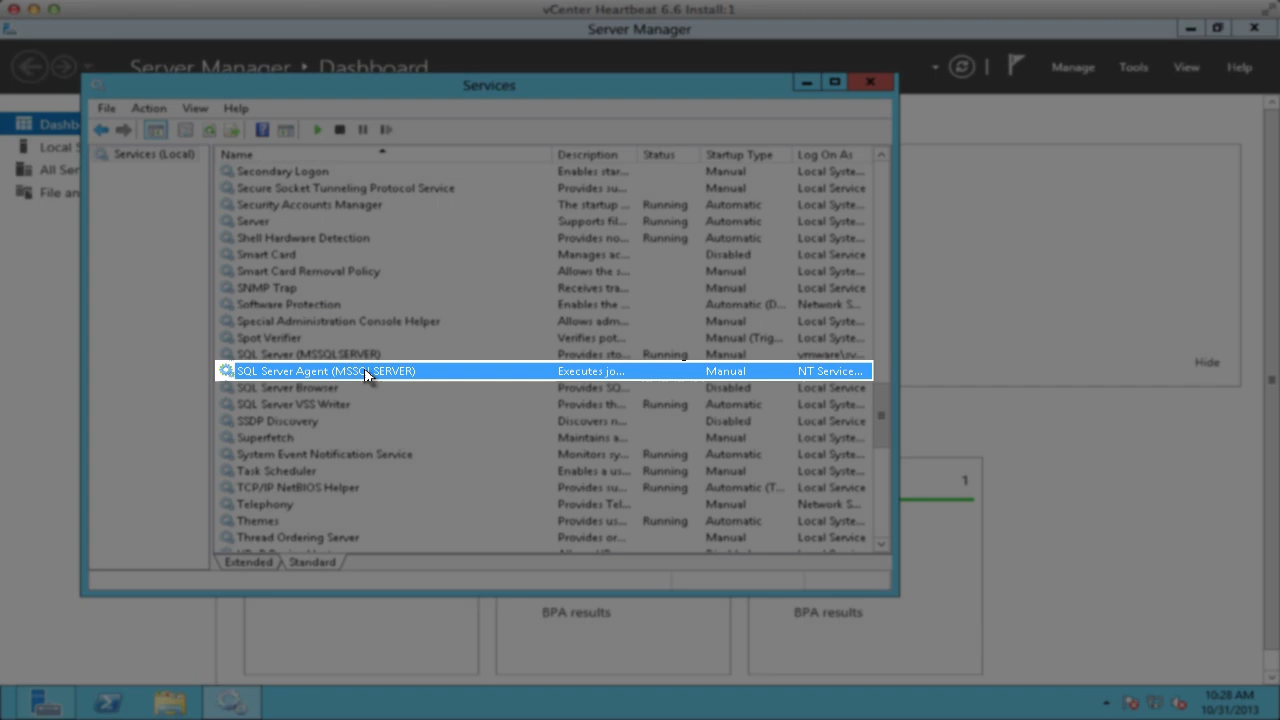 vCenter Heartbeat 6.6 Install:1
Server Manager
Server Manager • Dashboard
Manage Tools View Help
Services
File Action View Help
Dashb
Local S
All Ser
File an
Services (Local)
Name Description Status Startup Type Log On As
Secondary Logon Enables star... Manual Local Syste...
Secure Socket Tunneling Protocol Service Provides su... Manual Local Service
Security Accounts Manager The startup ... Running Automatic Local Syste...
Server Supports fil... Running Automatic Local Syste...
Shell Hardware Detection Provides no... Running Automatic Local Syste...
Smart Card Manages ac... Disabled Local Service
Smart Card Removal Policy Allows the s... Manual Local Syste...
SNMP Trap Receives tra... Manual Local Service
Software Protection Enables the ... Automatic (D... Network S...
Special Administration Console Helper Allows adm... Manual Local Syste...
Spot Verifier Verifies pot... Manual (Trig... Local Syste...
SQL Server (MSSQLSERVER) Provides sto... Running Manual vmware\sv...
SQL Server Agent (MSSQLSERVER) Executes jo... Manual NT Service...
SQL Server Browser Provides SQ... Disabled Local Service
SQL Server VSS Writer Provides th... Running Automatic Local Syste...
SSDP Discovery Discovers n... Disabled Local Service
Superfetch Maintains a... Manual Local Syste...
System Event Notification Service Monitors sy... Running Automatic Local Syste...
Task Scheduler Enables a us... Running Automatic Local Syste...
TCP/IP NetBIOS Helper Provides su... Running Automatic (T... Local Service
Telephony Provides Tel... Manual Network S...
Themes Provides us... Running Automatic Local Syste...
Thread Ordering Server Provides or... Manual Local Service
Extended Standard
Hide
1
BPA results
BPA results
10:28 AM
10/31/2013